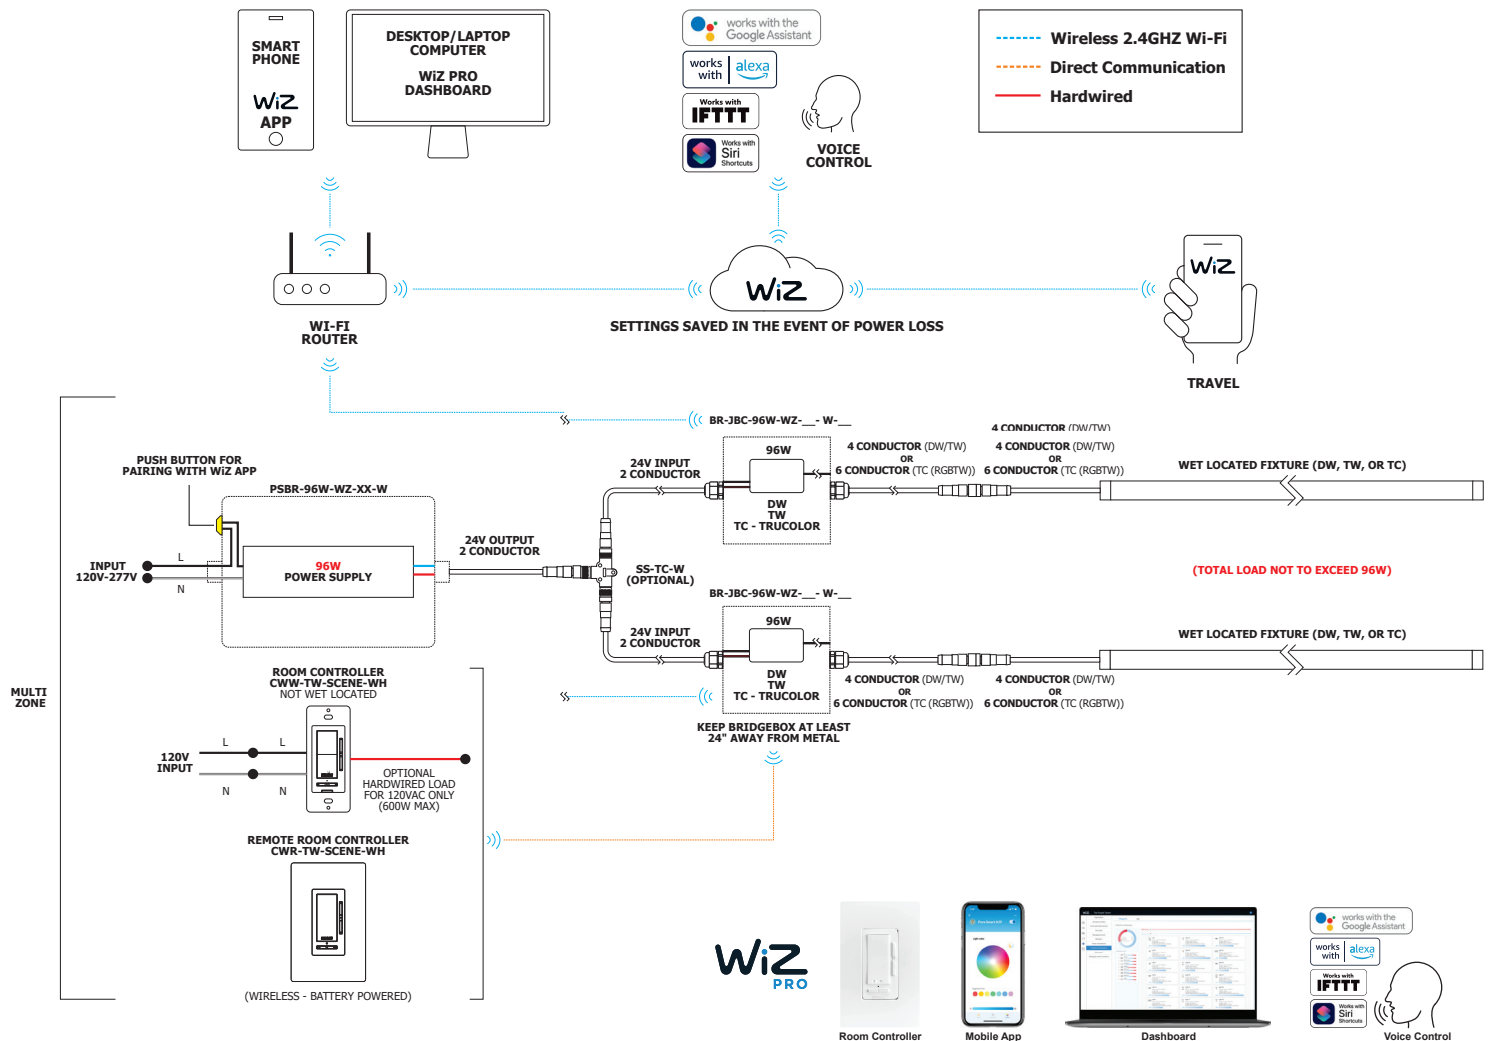 SMART
PHONE
WiZ
APP
DESKTOP/LAPTOP
COMPUTER
WiZ PRO
DASHBOARD
works with the
Google Assistant
works
with
alexa
Works with
IFTTT
Works with
Siri
Shortcuts
VOICE
CONTROL
Wireless 2.4GHZ Wi-Fi
Direct Communication
Hardwired
WI-FI
ROUTER
WiZ
SETTINGS SAVED IN THE EVENT OF POWER LOSS
WiZ
TRAVEL
MULTI
ZONE
PUSH BUTTON FOR
PAIRING WITH WiZ APP
PSBR-96W-WZ-XX-W
INPUT
120V-277V
L
N
96W
POWER SUPPLY
24V OUTPUT
2 CONDUCTOR
SS-TC-W
(OPTIONAL)
24V INPUT
2 CONDUCTOR
BR-JBC-96W-WZ-__- W-__
96W
DW
TW
TC - TRUCOLOR
4 CONDUCTOR (DW/TW)
OR
6 CONDUCTOR (TC (RGBTW))
4 CONDUCTOR (DW/TW)
4 CONDUCTOR (DW/TW)
OR
6 CONDUCTOR (TC (RGBTW))
WET LOCATED FIXTURE (DW, TW, OR TC)
(TOTAL LOAD NOT TO EXCEED 96W)
BR-JBC-96W-WZ-__- W-__
24V INPUT
2 CONDUCTOR
96W
DW
TW
TC - TRUCOLOR
4 CONDUCTOR (DW/TW)
OR
6 CONDUCTOR (TC (RGBTW))
4 CONDUCTOR (DW/TW)
OR
6 CONDUCTOR (TC (RGBTW))
WET LOCATED FIXTURE (DW, TW, OR TC)
KEEP BRIDGEBOX AT LEAST
24" AWAY FROM METAL
ROOM CONTROLLER
CWW-TW-SCENE-WH
NOT WET LOCATED
120V
INPUT
L
L
N
N
OPTIONAL
HARDWIRED LOAD
FOR 120VAC ONLY
(600W MAX)
REMOTE ROOM CONTROLLER
CWR-TW-SCENE-WH
(WIRELESS - BATTERY POWERED)
WiZ
PRO
Room Controller
Mobile App
Dashboard
works with the
Google Assistant
works
with
alexa
Works with
IFTTT
Works with
Siri
Shortcuts
Voice Control